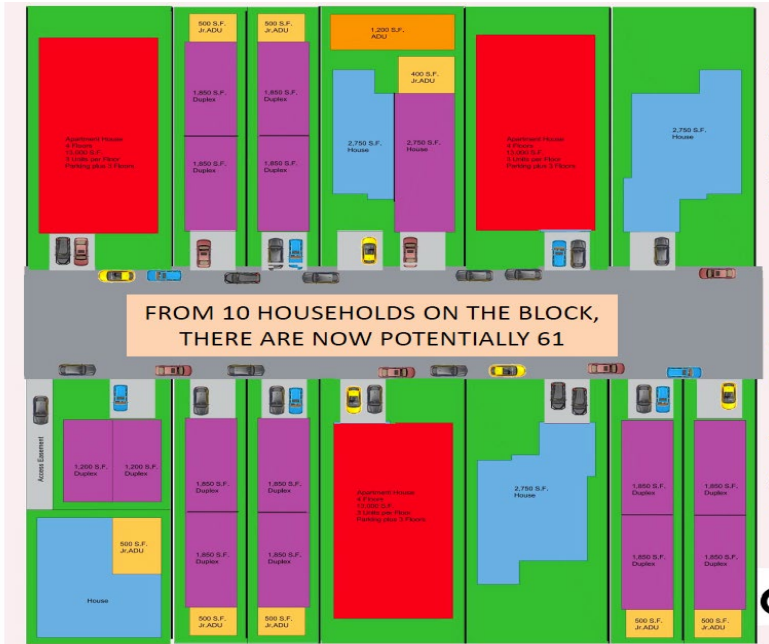 500 S.F.
Jr.ADU
500 S.F.
Jr.ADU
1,200 S.F.
ADU
400 S.F.
Jr.ADU
1,850 S.F.
Duplex
1,850 S.F.
Duplex
2,750 S.F.
House
2,750 S.F.
House
2,750 S.F.
House
Apartment House
4 Floors
13,000 S.F.
Units per Floor
Parking plus 3 Floors
1,850 S.F.
Duplex
1,850 S.F.
Duplex
Apartment House
4 Floors
13,000 S.F.
Units per Floor
Parking plus 3 Floors
FROM 10 HOUSEHOLDS ON THE BLOCK,
THERE ARE NOW POTENTIALLY 61
Access Easement
1,200 S.F.
Duplex
1,200 S.F.
Duplex
1,850 S.F.
Duplex
1,850 S.F.
Duplex
Apartment House
4 Floors
13,000 S.F.
Units per Floor
Parking plus 3 Floors
2,750 S.F.
House
1,850 S.F.
Duplex
1,850 S.F.
Duplex
500 S.F.
Jr.ADU
House
1,850 S.F.
Duplex
1,850 S.F.
Duplex
1,850 S.F.
Duplex
1,850 S.F.
Duplex
500 S.F.
Jr.ADU
500 S.F.
Jr.ADU
500 S.F.
Jr.ADU
500 S.F.
Jr.ADU